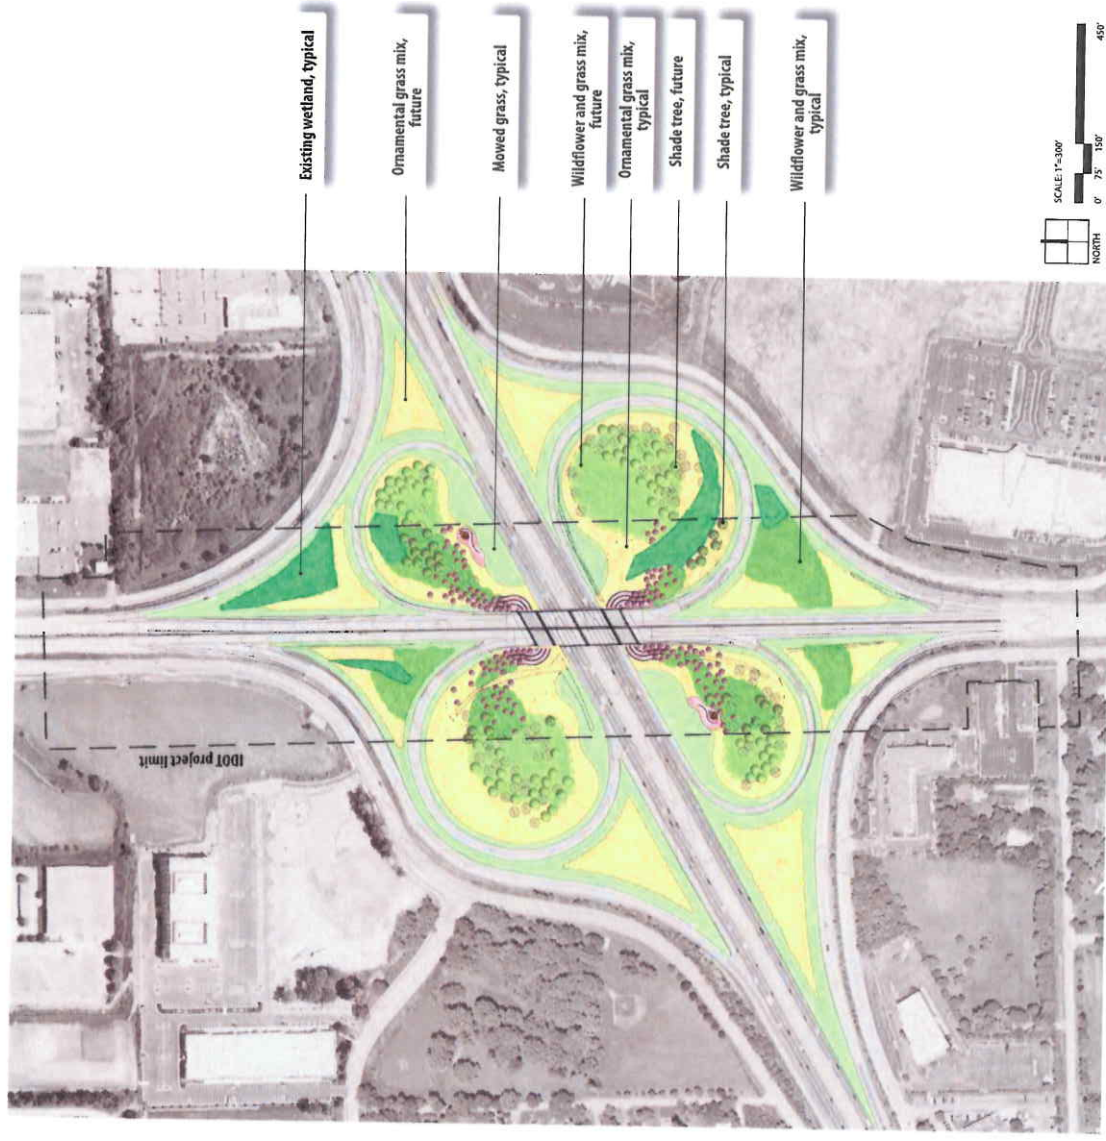 Existing wetland, typical
Ornamental grass mix,
future
Mowed grass, typical
Wildflower and grass mix,
future
Ornamental grass mix,
typical
Shade tree, future
Shade tree, typical
Wildflower and grass mix,
typical
IDOT project limit
NORTH
SCALE: 1"=300'
0' 75' 150' 450'